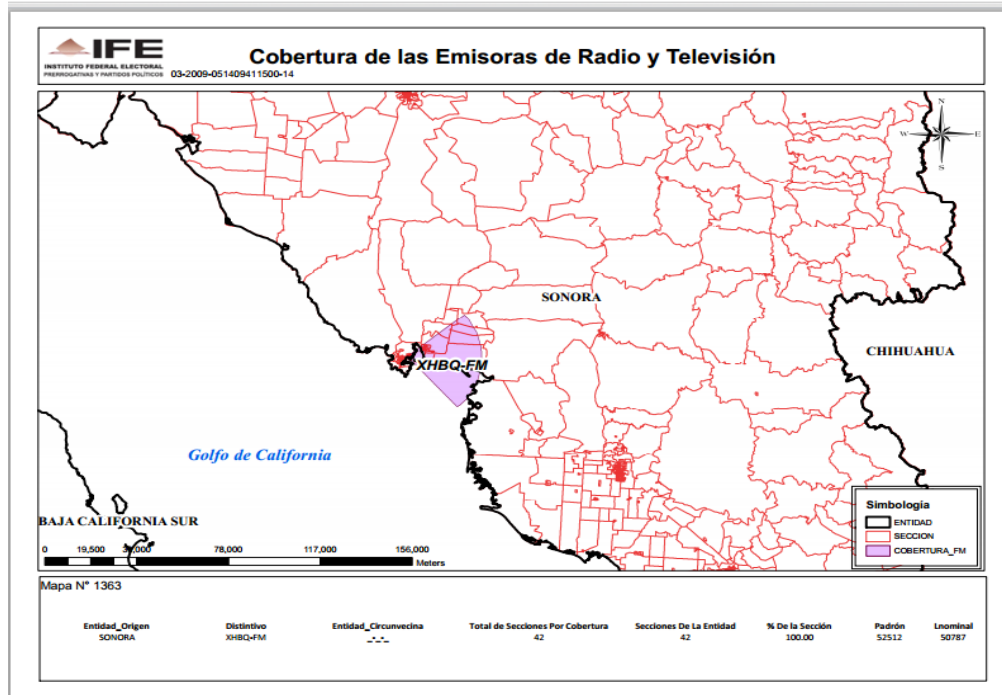 IFE
INSTITUTO FEDERAL ELECTORAL
PRERROGATIVAS Y PARTIDOS POLÍTICOS
03-2009-051409411500-14
Cobertura de las Emisoras de Radio y Televisión
N
W E
S
SONORA
CHIHUAHUA
XHBQ-FM
Golfo de California
BAJA CALIFORNIA SUR
0 19,500 39,000 78,000 117,000 156,000
Meters
Simbología
ENTIDAD
SECCION
COBERTURA_FM
Mapa N° 1363
Entidad_Origen Distintivo Entidad_Circunvecina Total de Secciones Por Cobertura Secciones De La Entidad % De la Sección Padrón Lnominal
SONORA XHBQ-FM _-_-_ 42 42 100.00 52512 50787